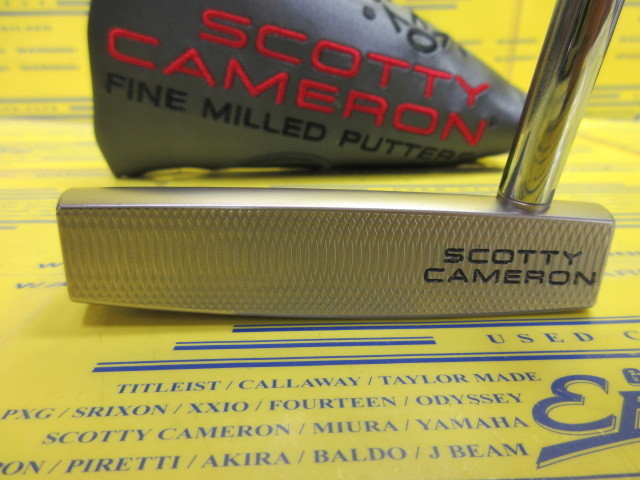 SCOTTY
CAMERON
FINE MILLED PUTTERS
SCOTTY
CAMERON
USED C
TITLEIST / CALLAWAY / TAYLOR MADE
PXG / SRIXON / XXIO / FOURTEEN / ODYSSEY
SCOTTY CAMERON / MIURA / YAMAHA
PON / PIRETTI / AKIRA / BALDO / J BEAM